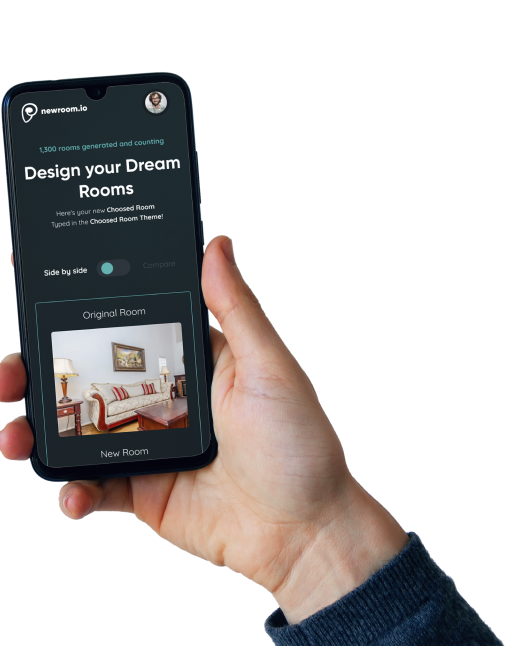 newroom.io
1,300 rooms generated and counting
Design your Dream
Rooms
Here's your new Choosed Room
Typed in the Choosed Room Theme!
Side by side
Compare
Original Room
New Room